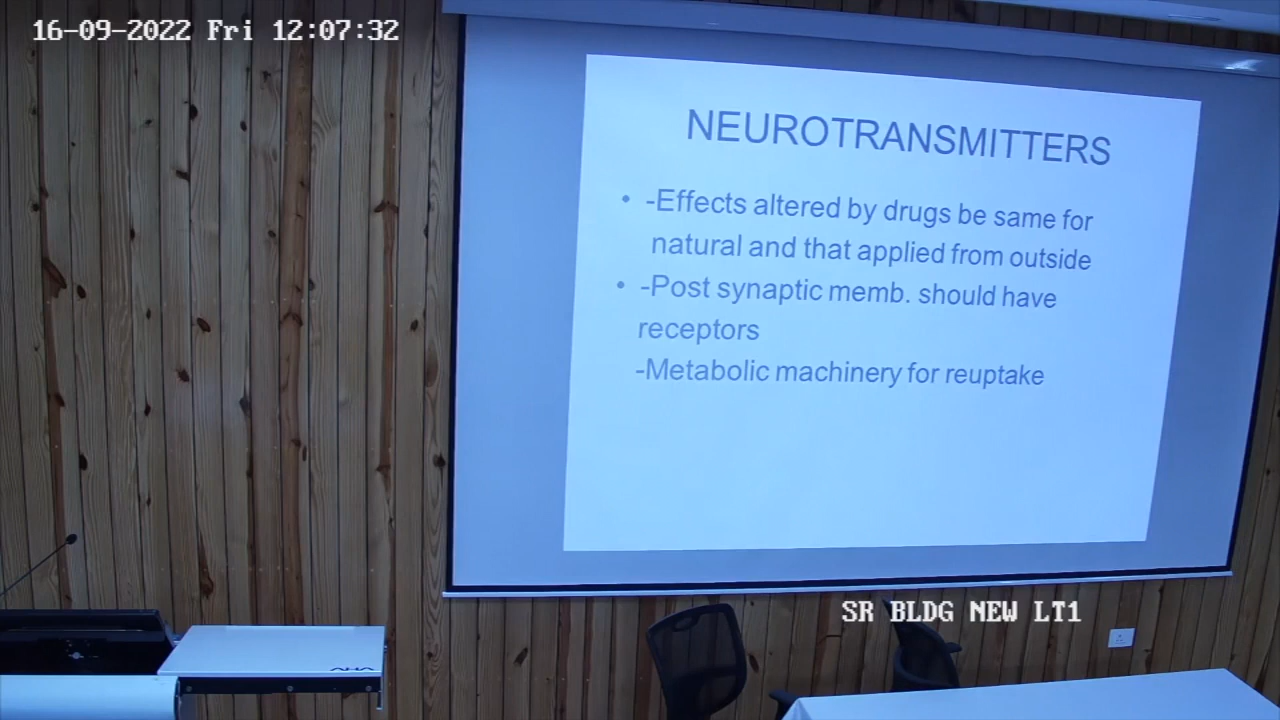 16-09-2022 Fri 12:07:32
NEUROTRANSMITTERS
• -Effects altered by drugs be same for
natural and that applied from outside
• -Post synaptic memb. should have
receptors
-Metabolic machinery for reuptake
SR BLDG NEW LT1
AHA